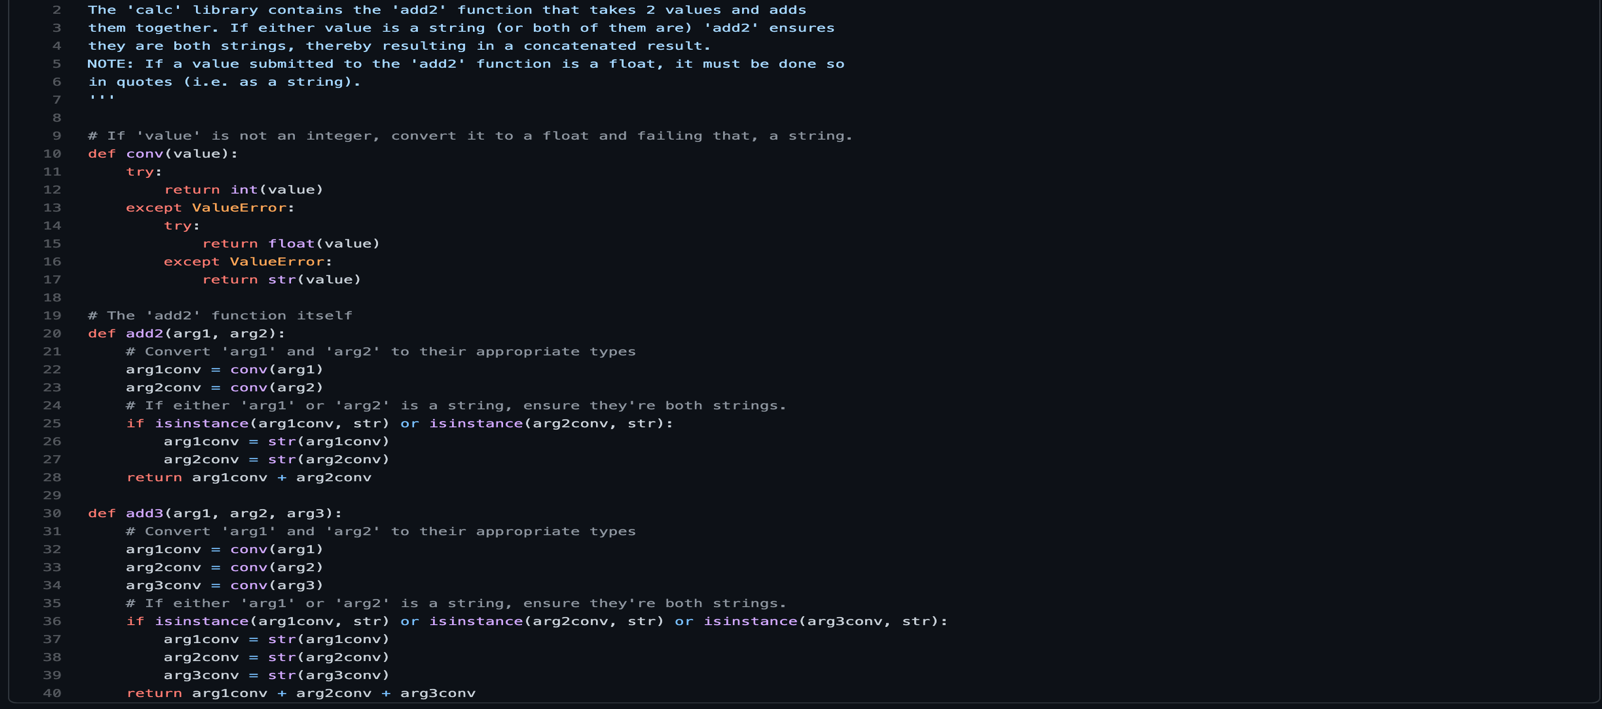 2 The 'calc' library contains the 'add2' function that takes 2 values and adds
3 them together. If either value is a string (or both of them are) 'add2' ensures
4 they are both strings, thereby resulting in a concatenated result.
5 NOTE: If a value submitted to the 'add2' function is a float, it must be done so
6 in quotes (i.e. as a string).
7 '''
8
9 # If 'value' is not an integer, convert it to a float and failing that, a string.
10 def conv(value):
11     try:
12         return int(value)
13     except ValueError:
14         try:
15             return float(value)
16         except ValueError:
17             return str(value)
18
19 # The 'add2' function itself
20 def add2(arg1, arg2):
21     # Convert 'arg1' and 'arg2' to their appropriate types
22     arg1conv = conv(arg1)
23     arg2conv = conv(arg2)
24     # If either 'arg1' or 'arg2' is a string, ensure they're both strings.
25     if isinstance(arg1conv, str) or isinstance(arg2conv, str):
26         arg1conv = str(arg1conv)
27         arg2conv = str(arg2conv)
28     return arg1conv + arg2conv
29
30 def add3(arg1, arg2, arg3):
31     # Convert 'arg1' and 'arg2' to their appropriate types
32     arg1conv = conv(arg1)
33     arg2conv = conv(arg2)
34     arg3conv = conv(arg3)
35     # If either 'arg1' or 'arg2' is a string, ensure they're both strings.
36     if isinstance(arg1conv, str) or isinstance(arg2conv, str) or isinstance(arg3conv, str):
37         arg1conv = str(arg1conv)
38         arg2conv = str(arg2conv)
39         arg3conv = str(arg3conv)
40     return arg1conv + arg2conv + arg3conv